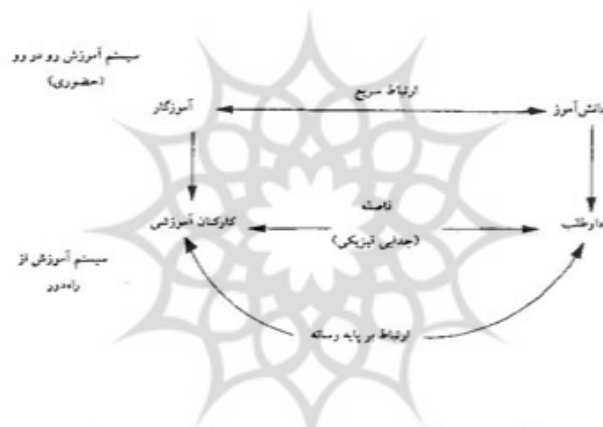 سیستم آموزش رو در رو
(حضوری)
ارتباط سریع
دانش‌آموز
آموزگار
فاصله
داوطلب
(جدایی فیزیکی)
کارکنان آموزشی
سیستم آموزش از
راه‌دور
ارتباط بر پایه رسانه